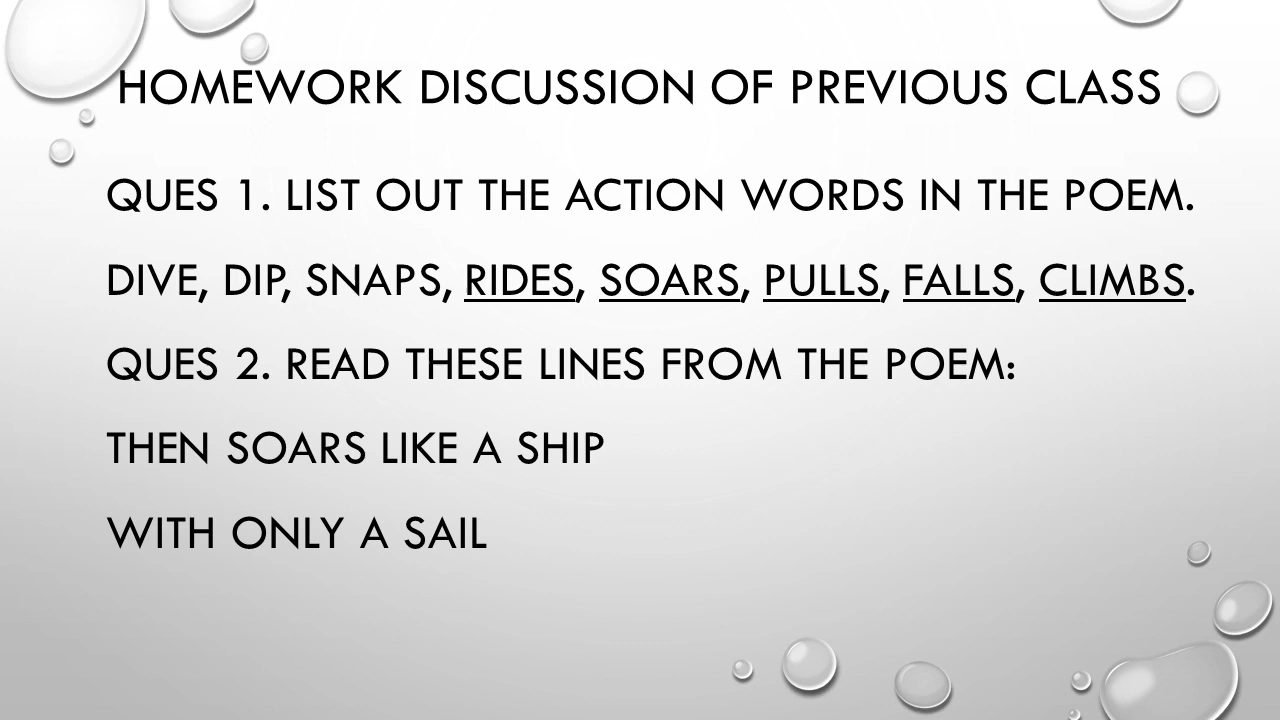 HOMEWORK DISCUSSION OF PREVIOUS CLASS
QUES 1. LIST OUT THE ACTION WORDS IN THE POEM.
DIVE, DIP, SNAPS, RIDES, SOARS, PULLS, FALLS, CLIMBS.
QUES 2. READ THESE LINES FROM THE POEM:
THEN SOARS LIKE A SHIP
WITH ONLY A SAIL